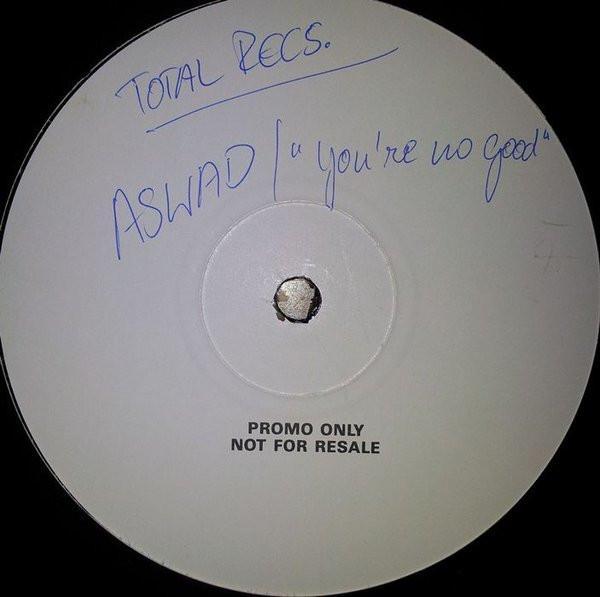 TOTAL RECS.
ASWAD / "you're no good"
PROMO ONLY
NOT FOR RESALE